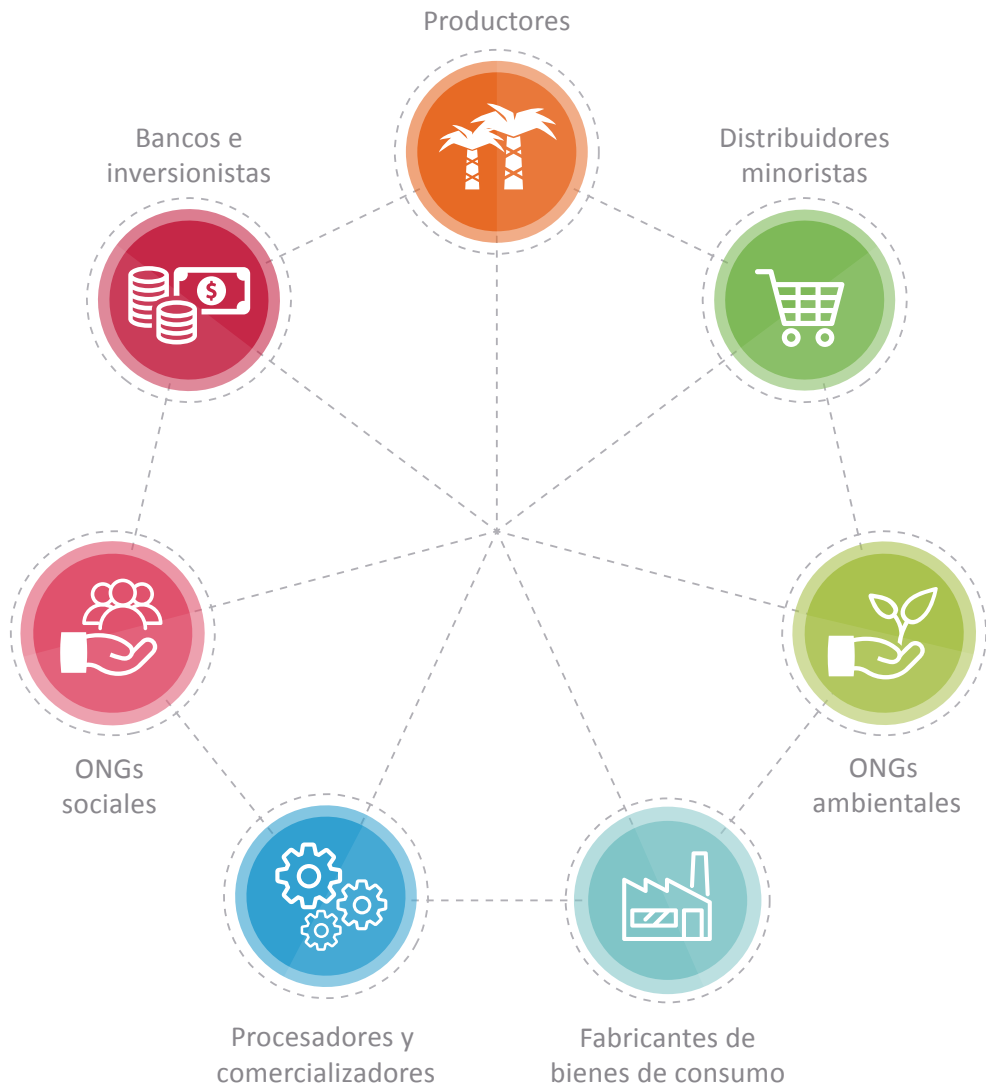 Productores
Bancos e
inversionistas
Distribuidores
minoristas
$
ONGs
sociales
ONGs
ambientales
Procesadores y
comercializadores
Fabricantes de
bienes de consumo